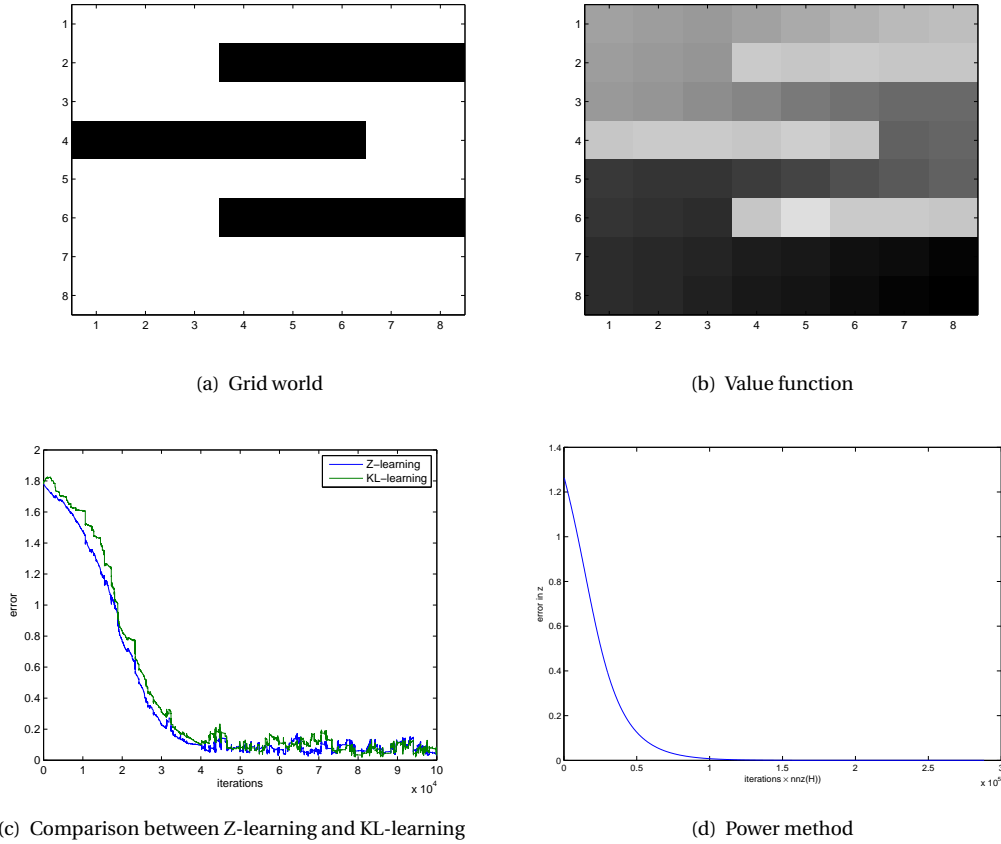 1
2
3
4
5
6
7
8
1 2 3 4 5 6 7 8
(a) Grid world
1
2
3
4
5
6
7
8
1 2 3 4 5 6 7 8
(b) Value function
2
1.8
1.6
1.4
1.2
1
0.8
0.6
0.4
0.2
0
error
Z−learning
KL−learning
0 1 2 3 4 5 6 7 8 9 10
iterations
x 10^4
(c) Comparison between Z-learning and KL-learning
1.4
1.2
1
0.8
0.6
0.4
0.2
0
error in z
0 0.5 1 1.5 2 2.5 3
iterations × nnz(H))
x 10^5
(d) Power method